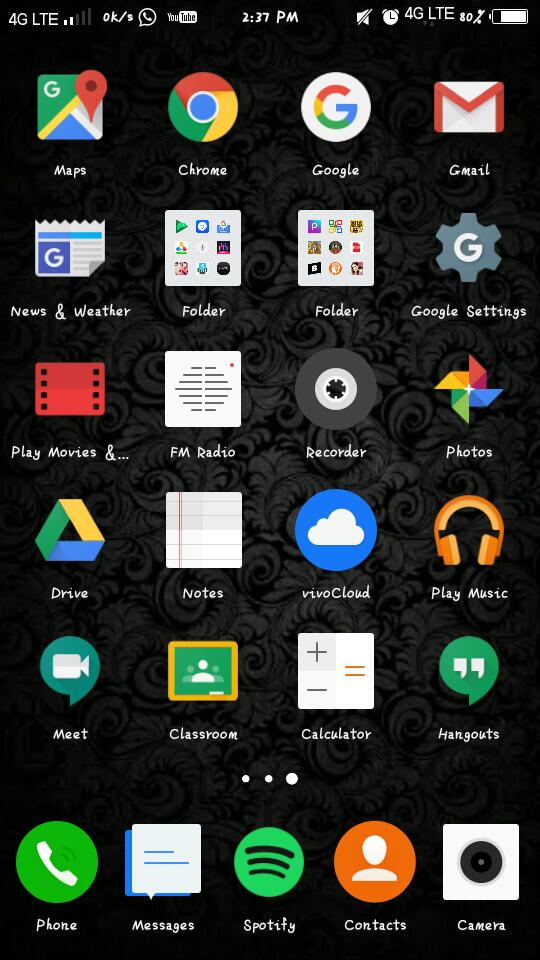 4G LTE 0K/s YouTube 2:37 PM 4G LTE 80%
Maps Chrome Google Gmail
News & Weather Folder Folder Google Settings
Play Movies &... FM Radio Recorder Photos
Drive Notes vivoCloud Play Music
Meet Classroom Calculator Hangouts
Phone Messages Spotify Contacts Camera